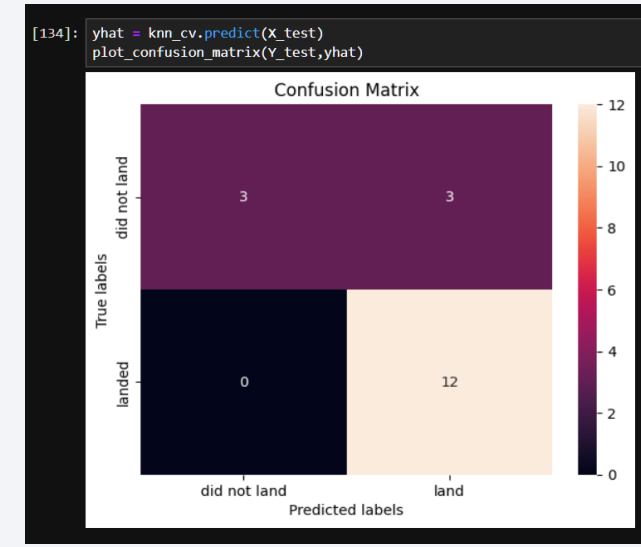 [134]: yhat = knn_cv.predict(X_test)
plot_confusion_matrix(Y_test,yhat)
Confusion Matrix
True labels
did not land
landed
3 3
0 12
did not land land
Predicted labels
12
10
8
6
4
2
0